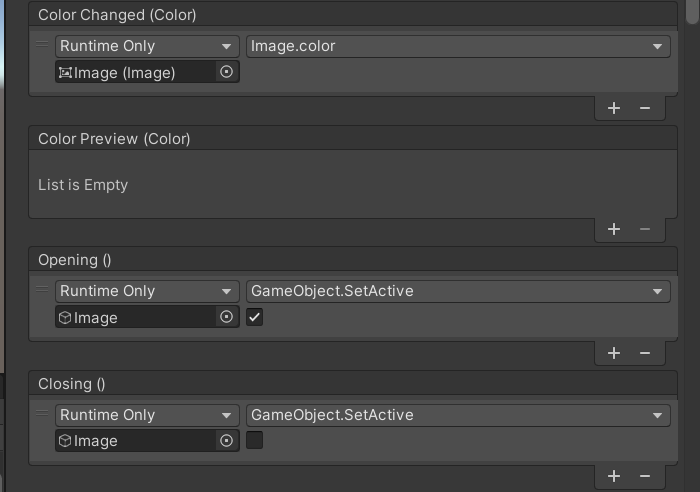 Color Changed (Color)
Runtime Only Image.color
Image (Image)
Color Preview (Color)
List is Empty
Opening ()
Runtime Only GameObject.SetActive
Image
Closing ()
Runtime Only GameObject.SetActive
Image